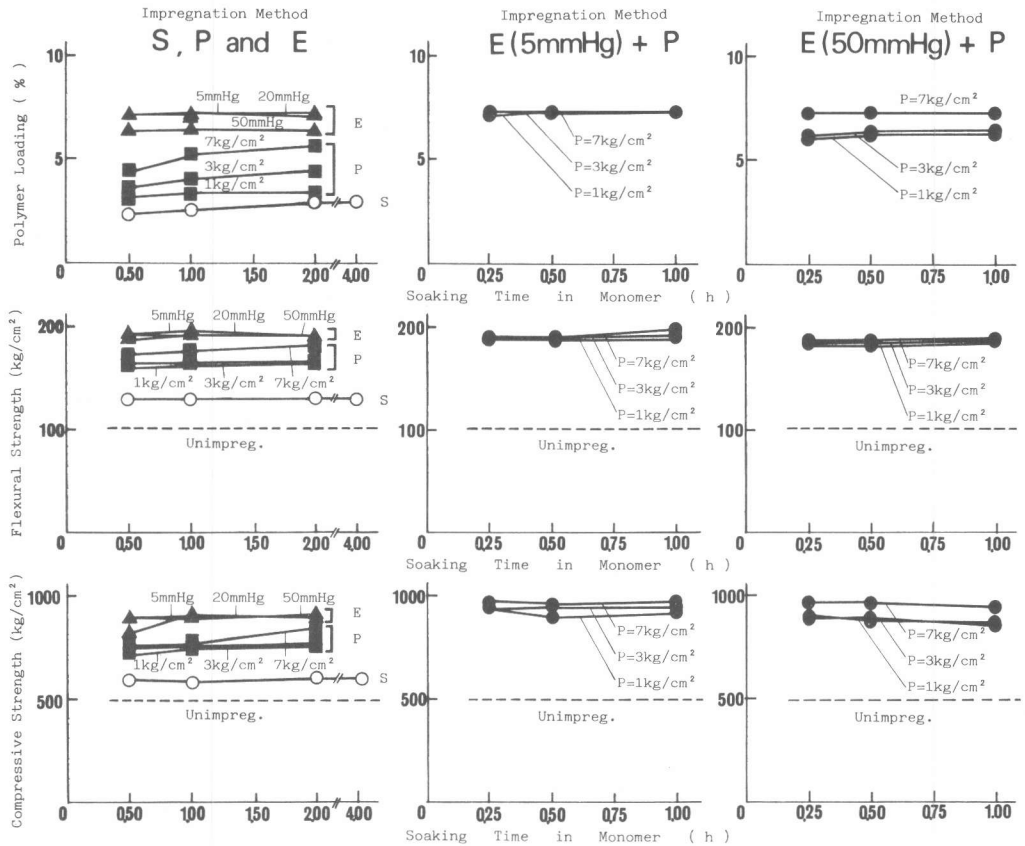 Impregnation Method
S, P and E
Impregnation Method
E(5mmHg) + P
Impregnation Method
E(50mmHg) + P
Polymer Loading ( % )
10
5
0
5mmHg 20mmHg
50mmHg
E
7kg/cm²
3kg/cm²
1kg/cm²
P
S
0,50 1,00 1,50 2,00 4,00
10
5
0
P=7kg/cm²
P=3kg/cm²
P=1kg/cm²
0,25 0,50 0,75 1,00
10
5
0
P=7kg/cm²
P=3kg/cm²
P=1kg/cm²
0,25 0,50 0,75 1,00
Soaking Time in Monomer ( h )
Flexural Strength (kg/cm²)
200
100
0
5mmHg 20mmHg 50mmHg
E
P
1kg/cm² 3kg/cm² 7kg/cm²
S
Unimpreg.
0,50 1,00 1,50 2,00 4,00
200
100
0
P=7kg/cm²
P=3kg/cm²
P=1kg/cm²
Unimpreg.
0,25 0,50 0,75 1,00
200
100
0
P=7kg/cm²
P=3kg/cm²
P=1kg/cm²
Unimpreg.
0,25 0,50 0,75 1,00
Soaking Time in Monomer ( h )
Compressive Strength (kg/cm²)
1000
500
0
5mmHg 20mmHg 50mmHg
E
P
1kg/cm² 3kg/cm² 7kg/cm²
S
Unimpreg.
0,50 1,00 1,50 2,00 4,00
1000
500
0
P=7kg/cm²
P=3kg/cm²
P=1kg/cm²
Unimpreg.
0,25 0,50 0,75 1,00
1000
500
0
P=7kg/cm²
P=3kg/cm²
P=1kg/cm²
Unimpreg.
0,25 0,50 0,75 1,00
Soaking Time in Monomer ( h )